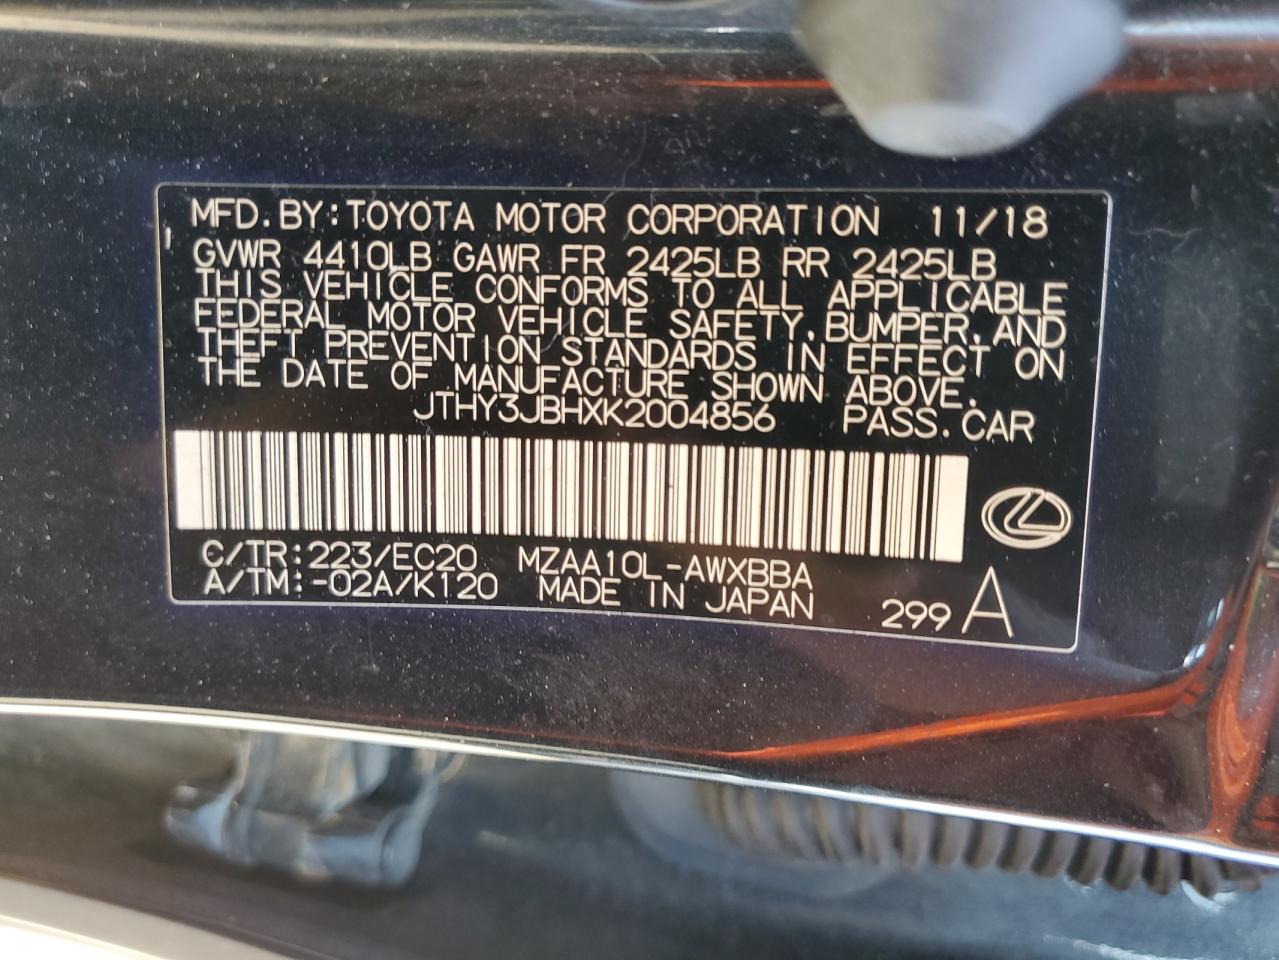 MFD.BY:TOYOTA MOTOR CORPORATION 11/18
GVWR 4410LB GAWR FR 2425LB RR 2425LB
THIS VEHICLE CONFORMS TO ALL APPLICABLE
FEDERAL MOTOR VEHICLE SAFETY,BUMPER,AND
THEFT PREVENTION STANDARDS IN EFFECT ON
THE DATE OF MANUFACTURE SHOWN ABOVE.
JTHY3JBHXK2004856 PASS.CAR
C/TR:223/EC20 MZAA10L-AWXBBA
A/TM:-02A/K120 MADE IN JAPAN 299 A